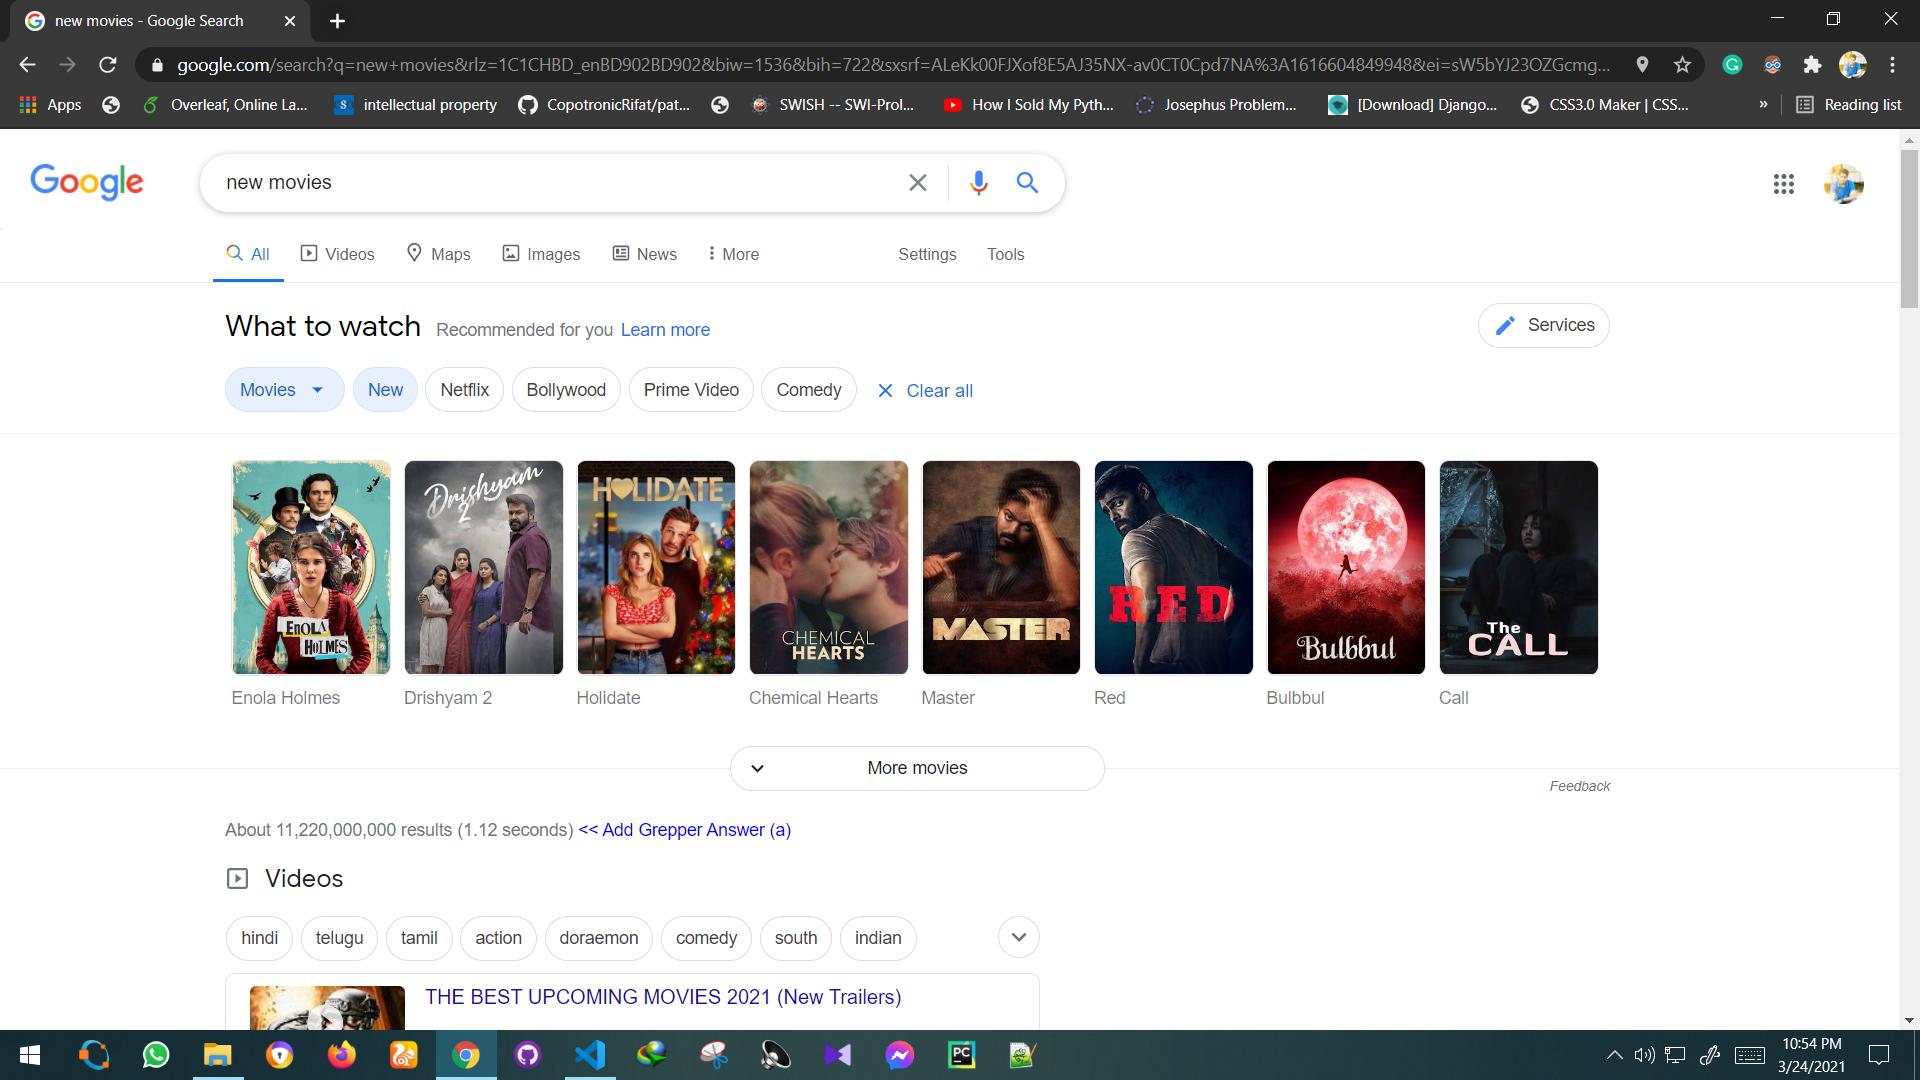 new movies - Google Search
google.com/search?q=new+movies&rlz=1C1CHBD_enBD902BD902&biw=1536&bih=722&sxsrf=ALeKk00FJXof8E5AJ35NX-av0CT0Cpd7NA%3A1616604849948&ei=sW5bYJ23OZGcmg...
Apps Overleaf, Online La... intellectual property CopotronicRifat/pat... SWISH -- SWI-Prol... How I Sold My Pyth... Josephus Problem... [Download] Django... CSS3.0 Maker | CSS... » Reading list
Google new movies
All Videos Maps Images News More Settings Tools
What to watch Recommended for you Learn more Services
Movies New Netflix Bollywood Prime Video Comedy Clear all
Drishyam 2
HOLIDATE
ENOLA HOLMES
CHEMICAL HEARTS
MASTER
RED
Bulbbul
The CALL
Enola Holmes Drishyam 2 Holidate Chemical Hearts Master Red Bulbbul Call
More movies
Feedback
About 11,220,000,000 results (1.12 seconds) << Add Grepper Answer (a)
Videos
hindi telugu tamil action doraemon comedy south indian
THE BEST UPCOMING MOVIES 2021 (New Trailers)
PC
10:54 PM
3/24/2021